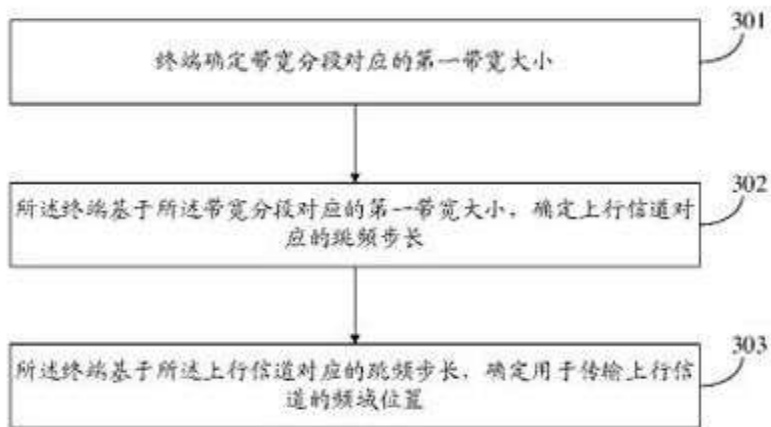 301
终端确定带宽分段对应的第一带宽大小
302
所述终端基于所述带宽分段对应的第一带宽大小，确定上行信道对
应的跳频步长
303
所述终端基于所述上行信道对应的跳频步长，确定用于传输上行信
道的频域位置